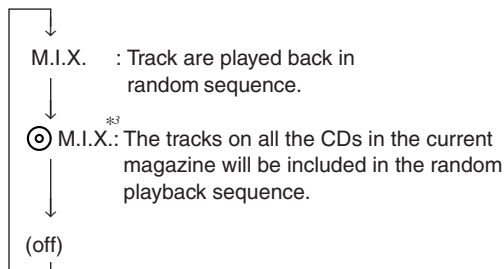 M.I.X. : Track are played back in
random sequence.
*3
M.I.X.: The tracks on all the CDs in the current
magazine will be included in the random
playback sequence.
(off)